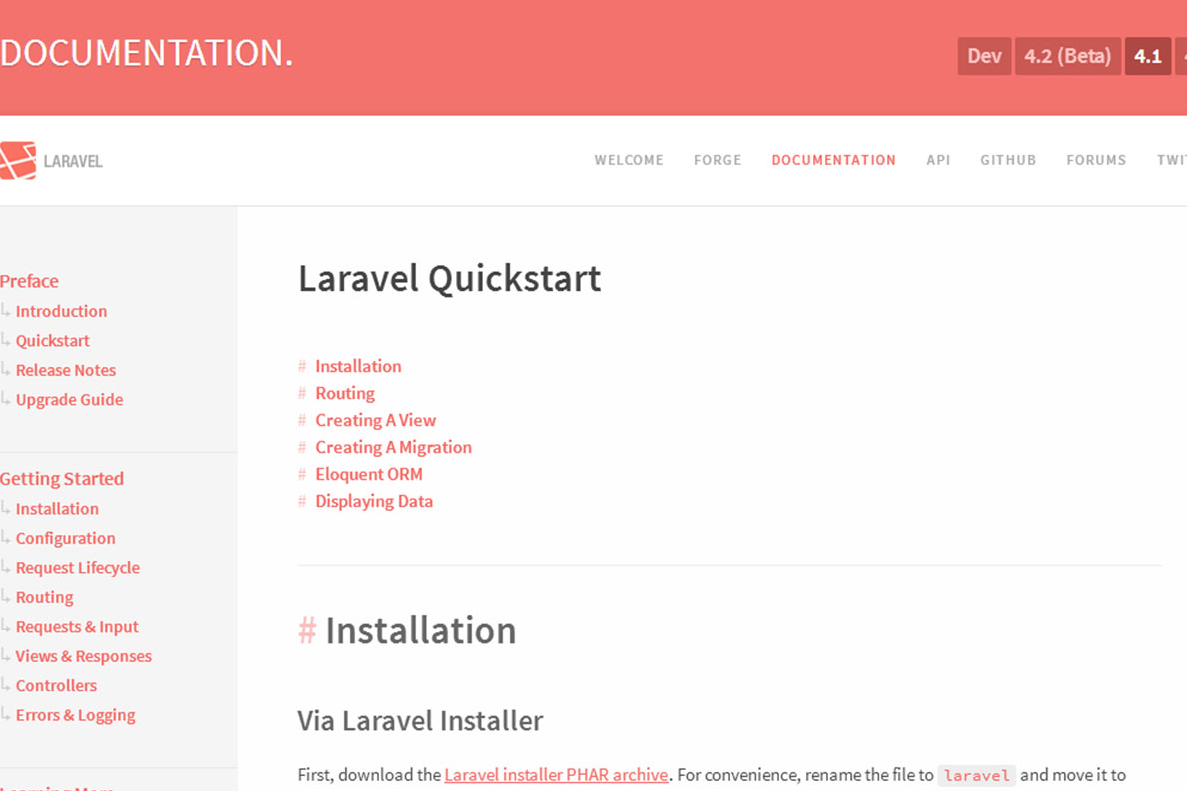 DOCUMENTATION.
Dev 4.2 (Beta) 4.1
LARAVEL
WELCOME FORGE DOCUMENTATION API GITHUB FORUMS
Preface
Introduction
Quickstart
Release Notes
Upgrade Guide
Getting Started
Installation
Configuration
Request Lifecycle
Routing
Requests & Input
Views & Responses
Controllers
Errors & Logging
Laravel Quickstart
# Installation
# Routing
# Creating A View
# Creating A Migration
# Eloquent ORM
# Displaying Data
# Installation
Via Laravel Installer
First, download the Laravel installer PHAR archive. For convenience, rename the file to laravel and move it to